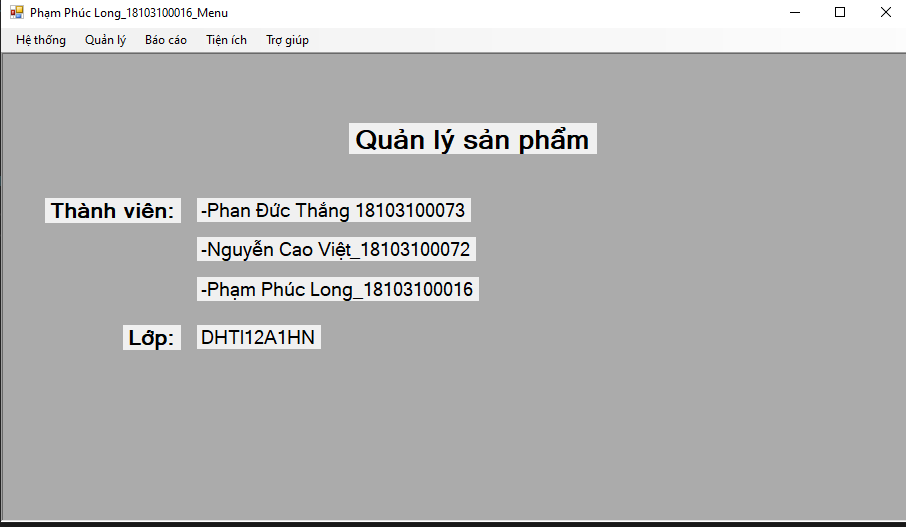 Phạm Phúc Long_18103100016_Menu
Hệ thống Quản lý Báo cáo Tiện ích Trợ giúp
Quản lý sản phẩm
Thành viên: -Phan Đức Thắng 18103100073
-Nguyễn Cao Việt_18103100072
-Phạm Phúc Long_18103100016
Lớp: DHTI12A1HN